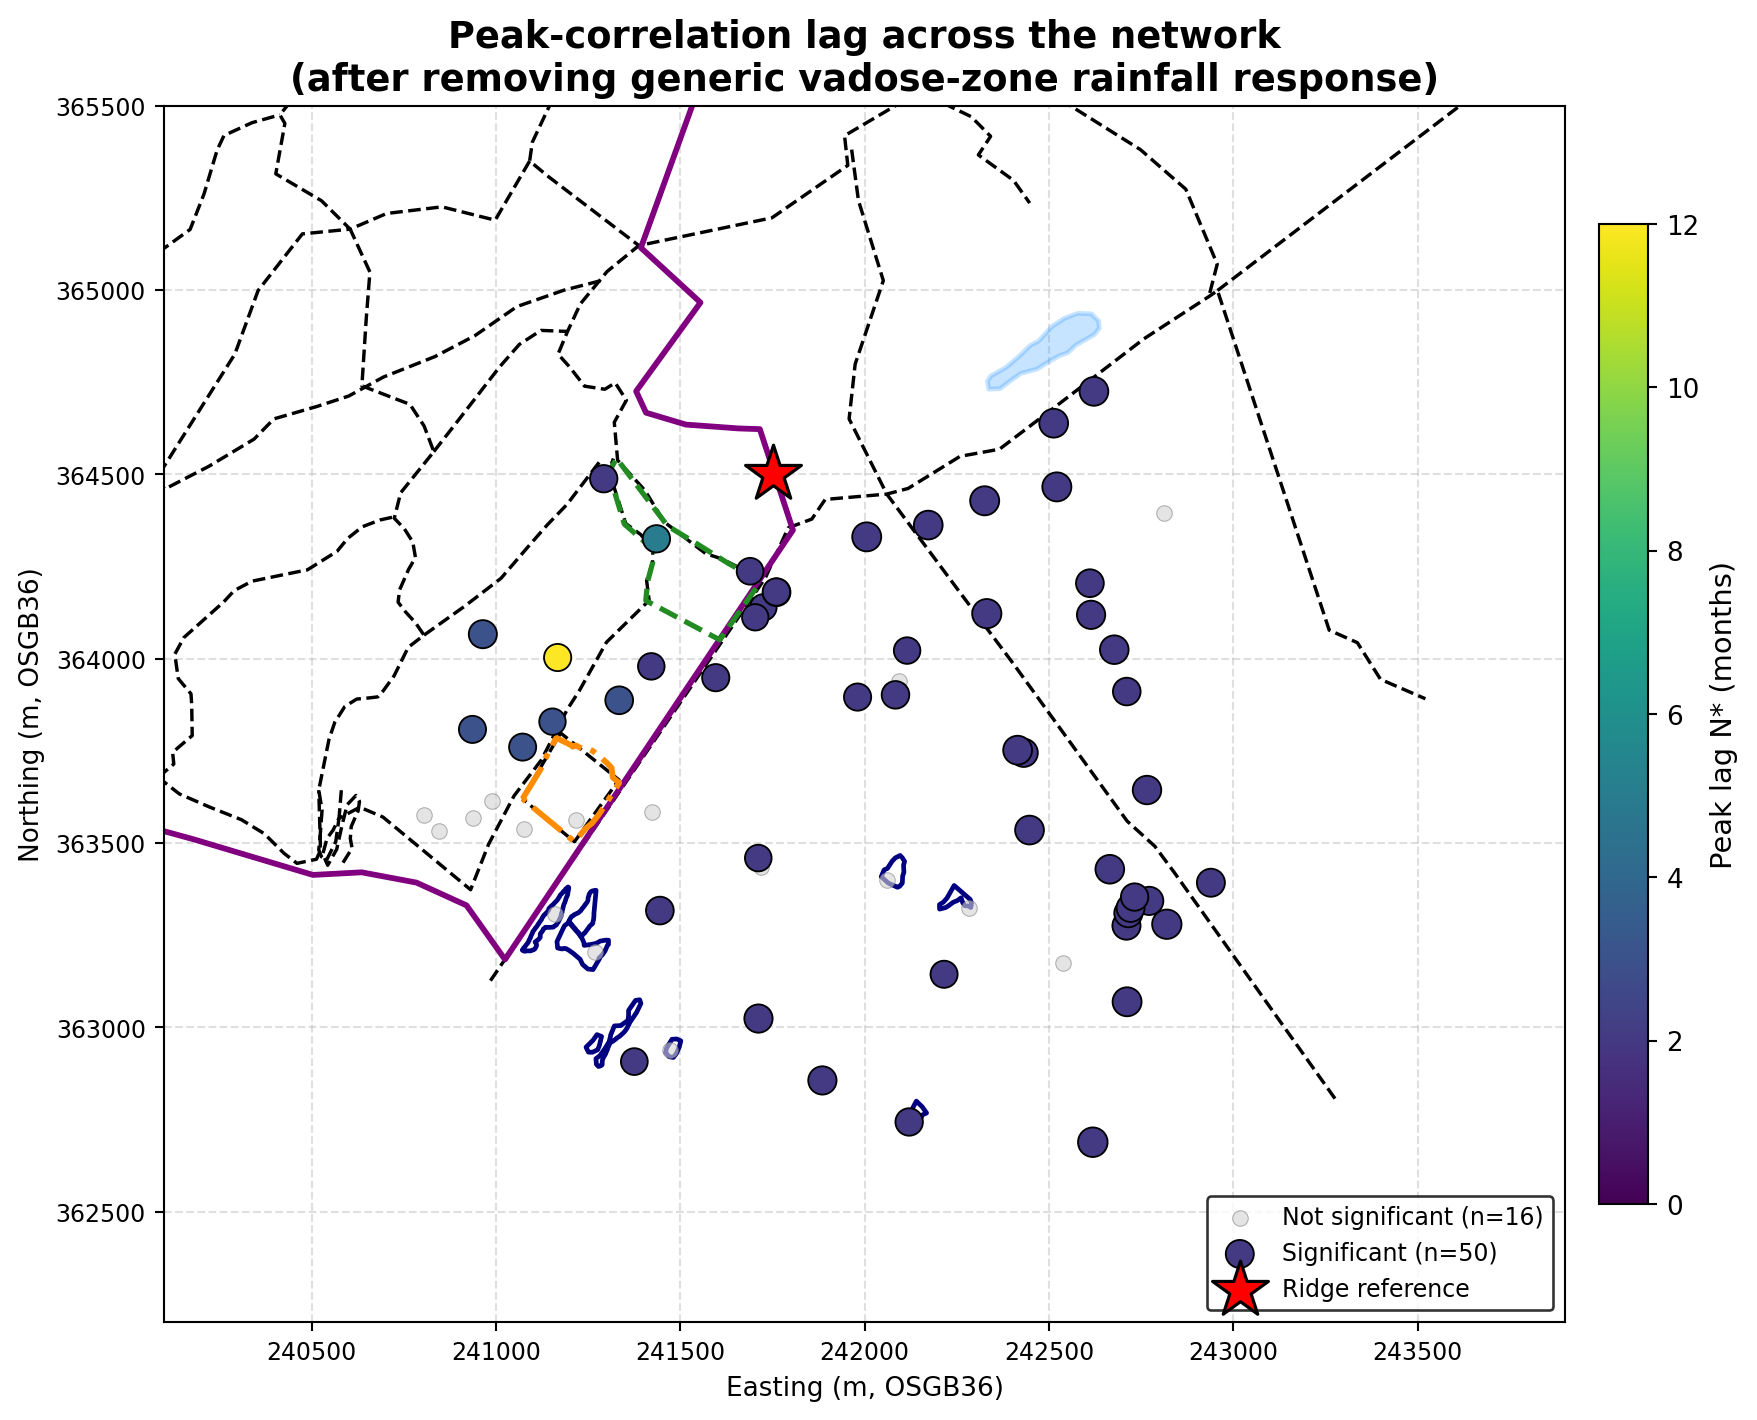 Peak-correlation lag across the network
(after removing generic vadose-zone rainfall response)
365500
365000
364500
364000
363500
363000
362500
Northing (m, OSGB36)
240500
241000
241500
242000
242500
243000
243500
Easting (m, OSGB36)
12
10
8
6
4
2
0
Peak lag N* (months)
Not significant (n=16)
Significant (n=50)
Ridge reference